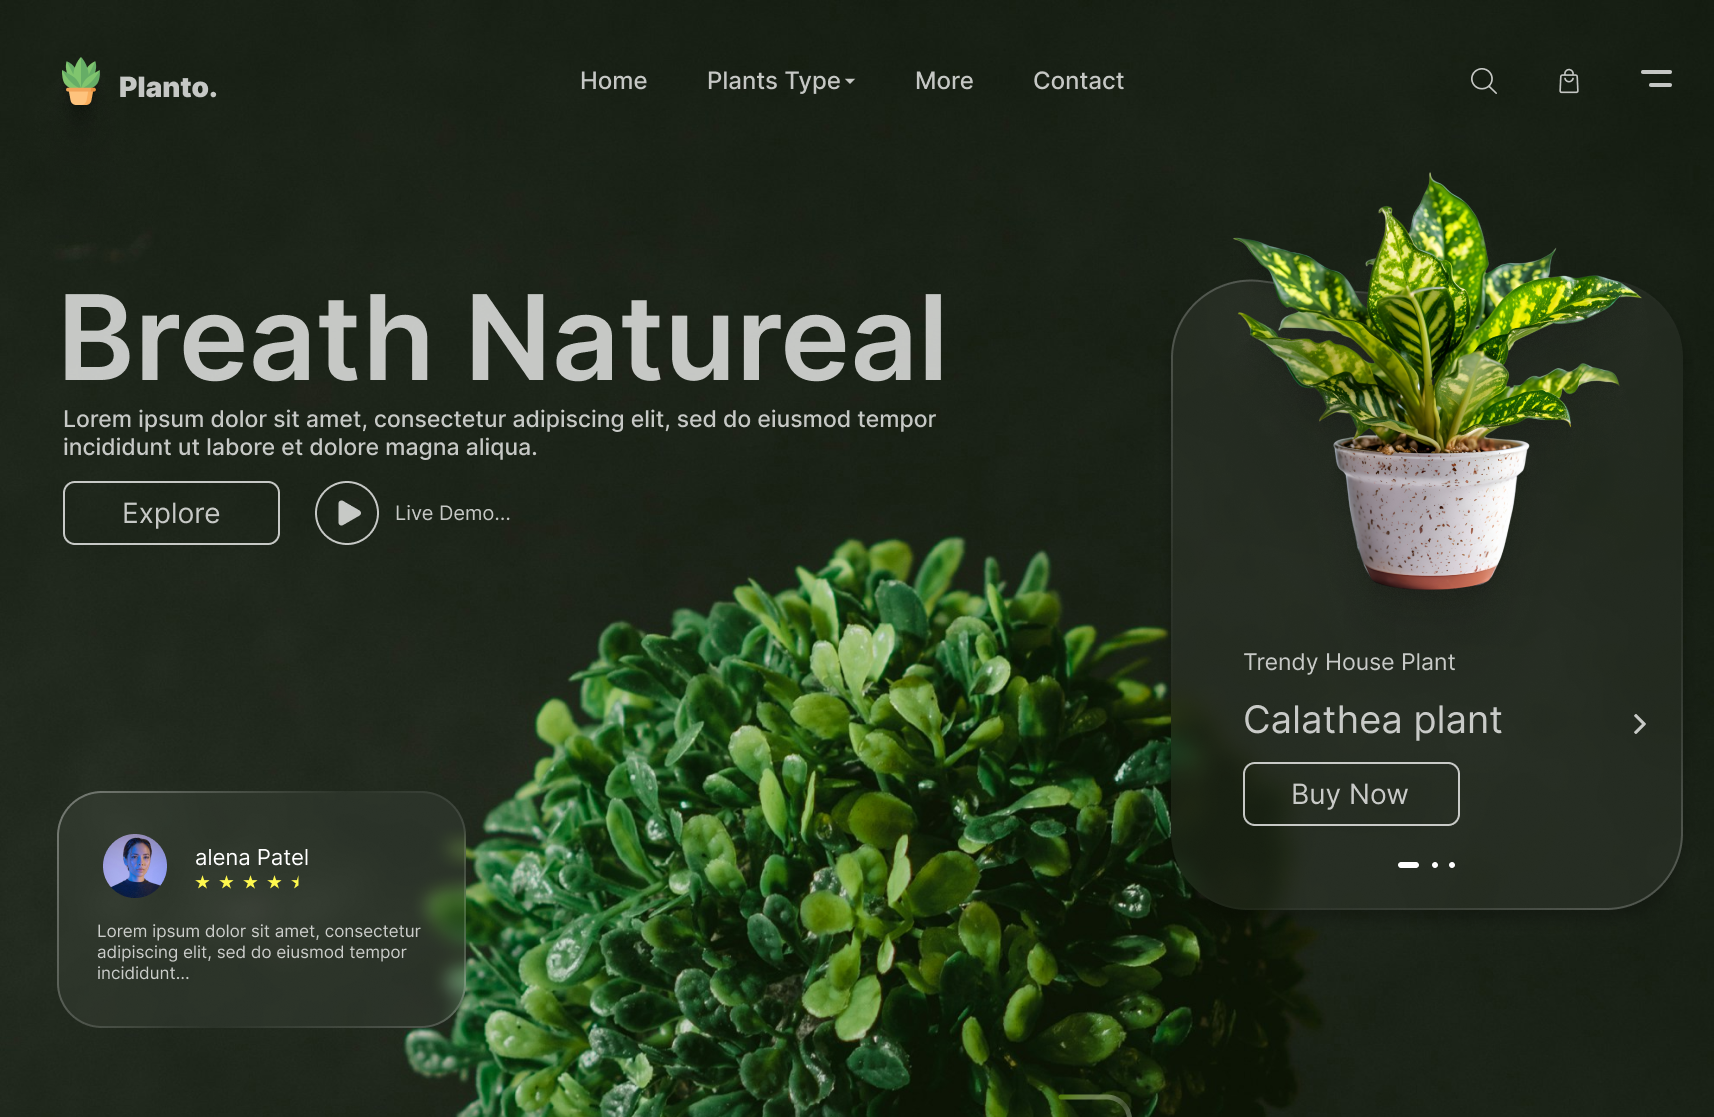 Planto.
Home
Plants Type
More
Contact
Breath Natureal
Lorem ipsum dolor sit amet, consectetur adipiscing elit, sed do eiusmod tempor
incididunt ut labore et dolore magna aliqua.
Explore
Live Demo...
Trendy House Plant
Calathea plant
Buy Now
alena Patel
Lorem ipsum dolor sit amet, consectetur
adipiscing elit, sed do eiusmod tempor
incididunt...